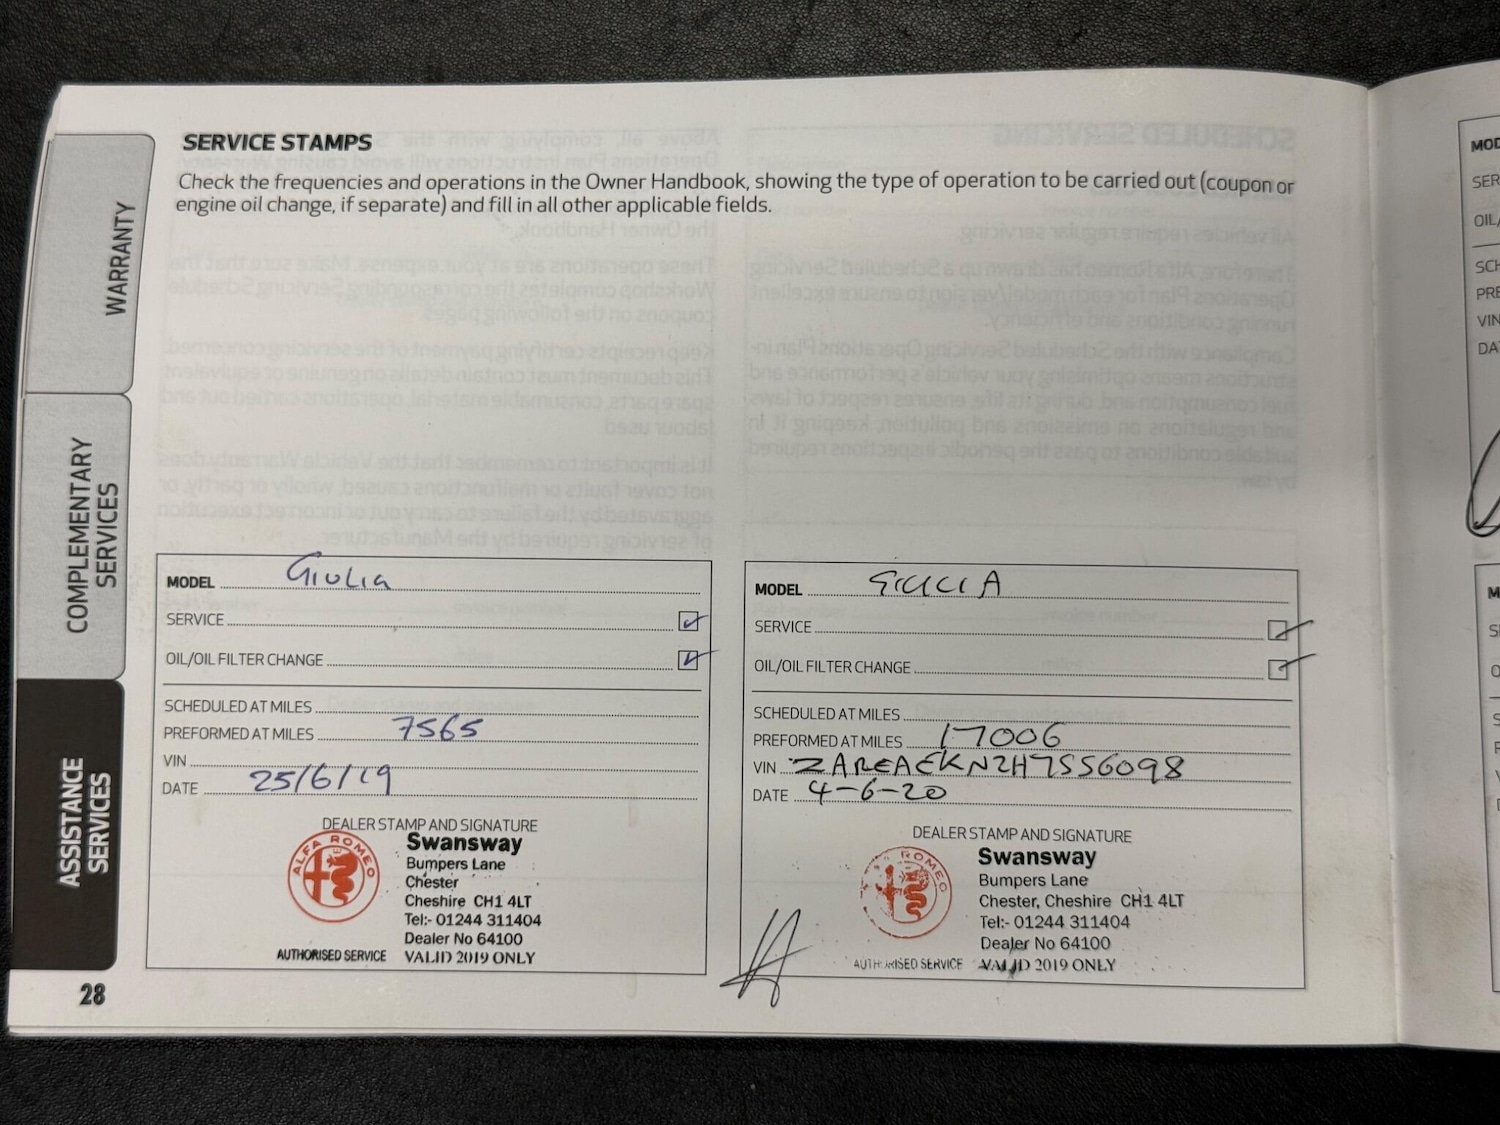 SERVICE STAMPS
Check the frequencies and operations in the Owner Handbook, showing the type of operation to be carried out (coupon or
engine oil change, if separate) and fill in all other applicable fields.
WARRANTY
COMPLEMENTARY
SERVICES
ASSISTANCE
SERVICES
MODEL Giulia
SERVICE
OIL/OIL FILTER CHANGE
SCHEDULED AT MILES
PREFORMED AT MILES 7565
VIN
DATE 25/6/19
DEALER STAMP AND SIGNATURE
ALFA ROMEO
Swansway
Bumpers Lane
Chester
Cheshire CH1 4LT
Tel:- 01244 311404
Dealer No 64100
AUTHORISED SERVICE VALID 2019 ONLY
MODEL GIULIA
SERVICE
OIL/OIL FILTER CHANGE
SCHEDULED AT MILES
PREFORMED AT MILES 17006
VIN ZAREAEKN2H7556098
DATE 4-6-20
DEALER STAMP AND SIGNATURE
ROMEO
Swansway
Bumpers Lane
Chester, Cheshire CH1 4LT
Tel:- 01244 311404
Dealer No 64100
AUTHORISED SERVICE VALID 2019 ONLY
28